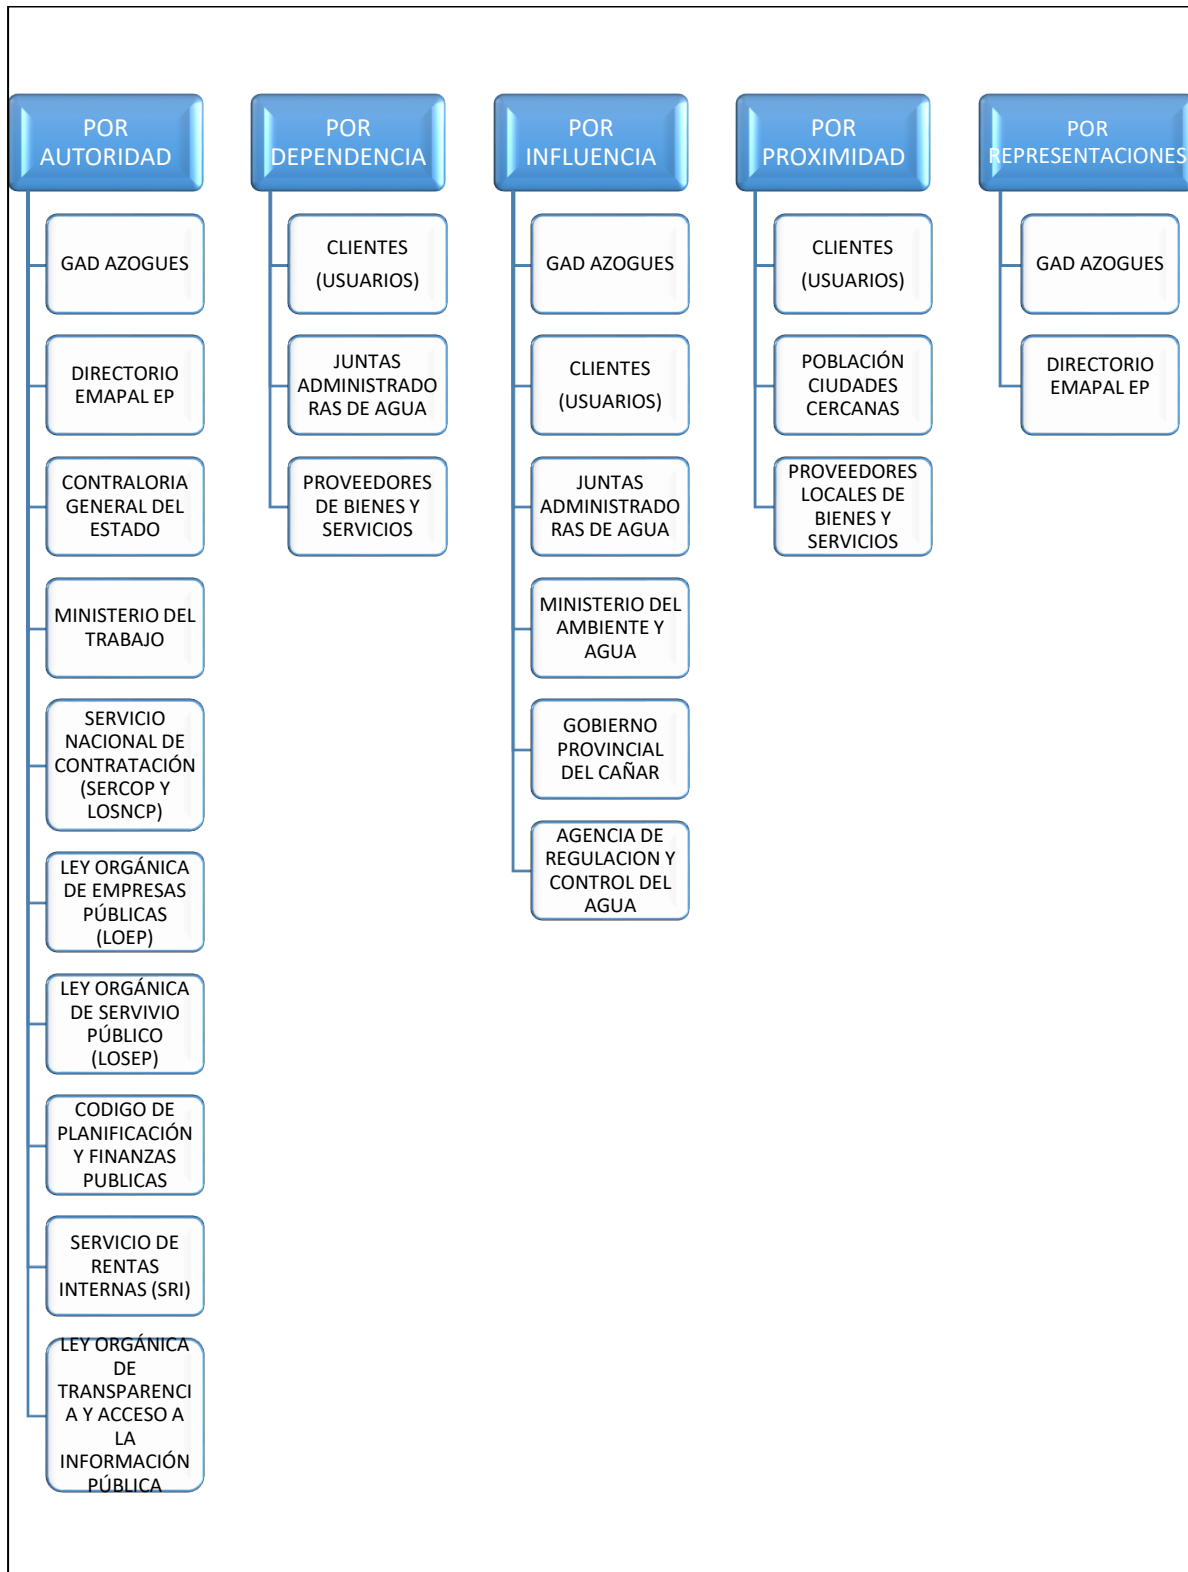 POR
AUTORIDAD
GAD AZOGUES
DIRECTORIO
EMAPAL EP
CONTRALORIA
GENERAL DEL
ESTADO
MINISTERIO DEL
TRABAJO
SERVICIO
NACIONAL DE
CONTRATACIÓN
(SERCOP Y
LOSNCP)
LEY ORGÁNICA
DE EMPRESAS
PÚBLICAS
(LOEP)
LEY ORGÁNICA
DE SERVIVIO
PÚBLICO
(LOSEP)
CODIGO DE
PLANIFICACIÓN
Y FINANZAS
PUBLICAS
SERVICIO DE
RENTAS
INTERNAS (SRI)
LEY ORGÁNICA
DE
TRANSPARENCI
A Y ACCESO A
LA
INFORMACIÓN
PÚBLICA
POR
DEPENDENCIA
CLIENTES
(USUARIOS)
JUNTAS
ADMINISTRADO
RAS DE AGUA
PROVEEDORES
DE BIENES Y
SERVICIOS
POR
INFLUENCIA
GAD AZOGUES
CLIENTES
(USUARIOS)
JUNTAS
ADMINISTRADO
RAS DE AGUA
MINISTERIO DEL
AMBIENTE Y
AGUA
GOBIERNO
PROVINCIAL
DEL CAÑAR
AGENCIA DE
REGULACION Y
CONTROL DEL
AGUA
POR
PROXIMIDAD
CLIENTES
(USUARIOS)
POBLACIÓN
CIUDADES
CERCANAS
PROVEEDORES
LOCALES DE
BIENES Y
SERVICIOS
POR
REPRESENTACIONES
GAD AZOGUES
DIRECTORIO
EMAPAL EP